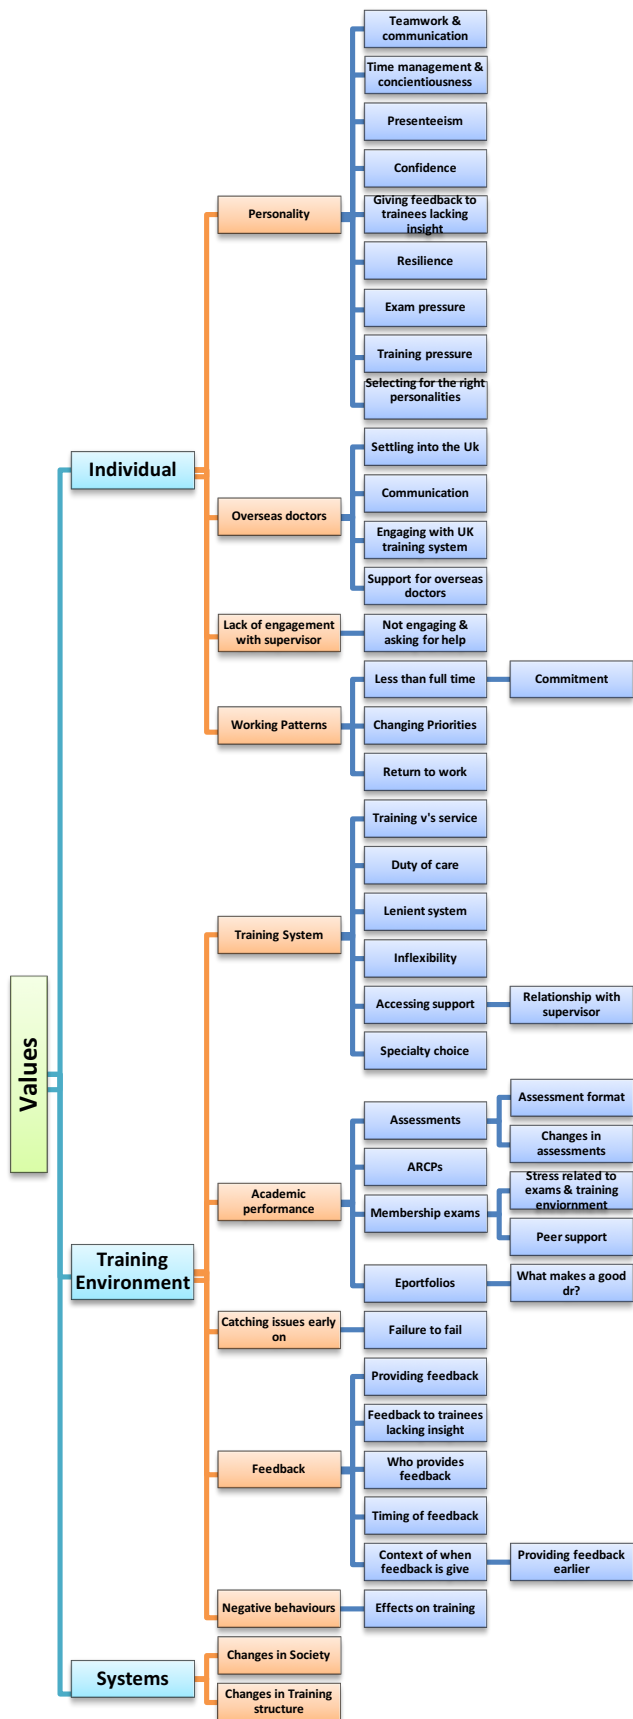 Teamwork &
communication
Time management &
concientiousness
Presenteeism
Confidence
Personality
Giving feedback to
trainees lacking
insight
Resilience
Exam pressure
Training pressure
Selecting for the right
personalities
Individual
Settling into the Uk
Communication
Overseas doctors
Engaging with UK
training system
Support for overseas
doctors
Lack of engagement
with supervisor
Not engaging &
asking for help
Less than full time
Commitment
Working Patterns
Changing Priorities
Return to work
Values
Training v's service
Duty of care
Lenient system
Training System
Inflexibility
Accessing support
Relationship with
supervisor
Specialty choice
Assessments
Assessment format
Changes in
assessments
ARCPs
Academic
performance
Membership exams
Stress related to
exams & training
enviornment
Peer support
Training
Environment
Eportfolios
What makes a good
dr?
Catching issues early
on
Failure to fail
Providing feedback
Feedback to trainees
lacking insight
Feedback
Who provides
feedback
Timing of feedback
Context of when
feedback is give
Providing feedback
earlier
Negative behaviours
Effects on training
Systems
Changes in Society
Changes in Training
structure